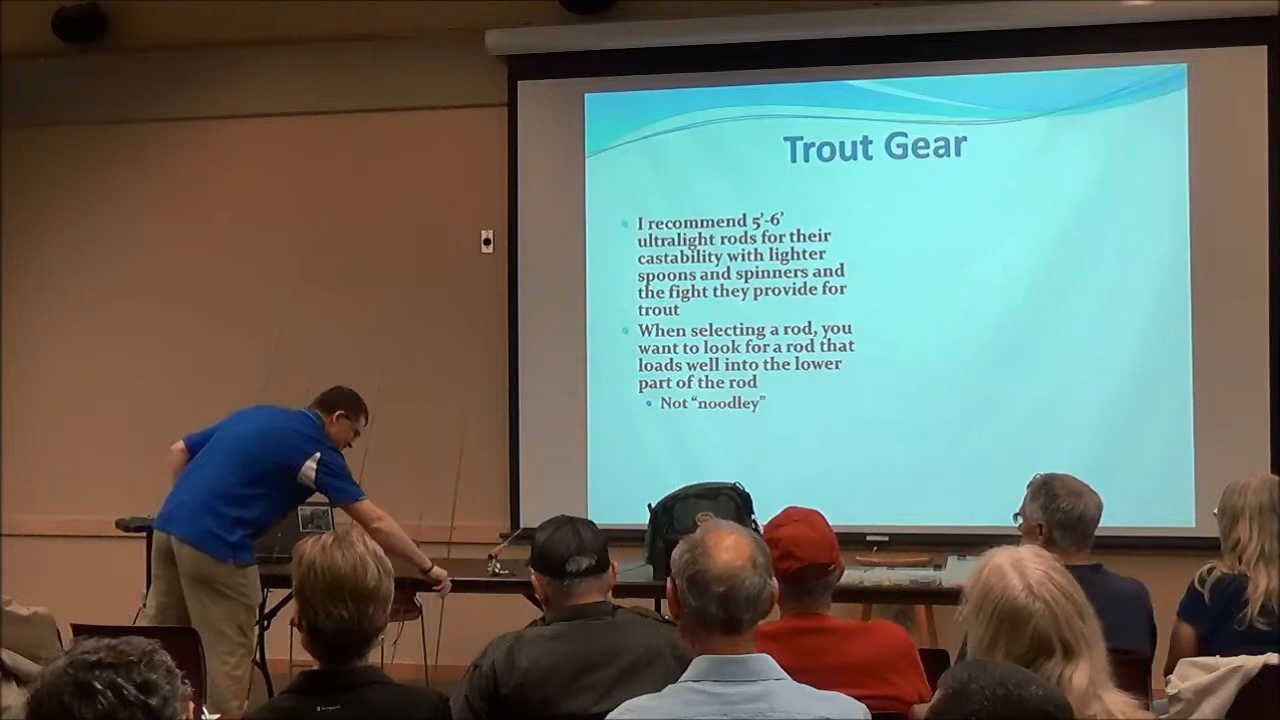 Trout Gear
I recommend 5'-6'
ultralight rods for their
castability with lighter
spoons and spinners and
the fight they provide for
trout
When selecting a rod, you
want to look for a rod that
loads well into the lower
part of the rod
Not “noodley”